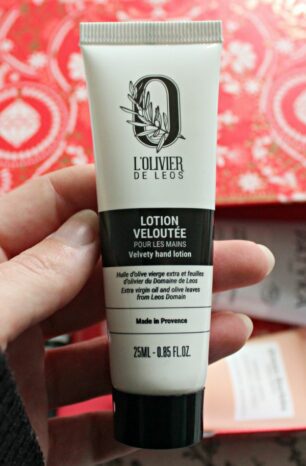 L'OLIVIER
DE LEOS
LOTION
VELOUTÉE
POUR LES MAINS
Velvety hand lotion
Huile d'olive vierge extra et feuilles
d'olivier du Domaine de Leos
Extra virgin oil and olive leaves
from Leos Domain
Made in Provence
25ML - 0.85 FL.OZ.